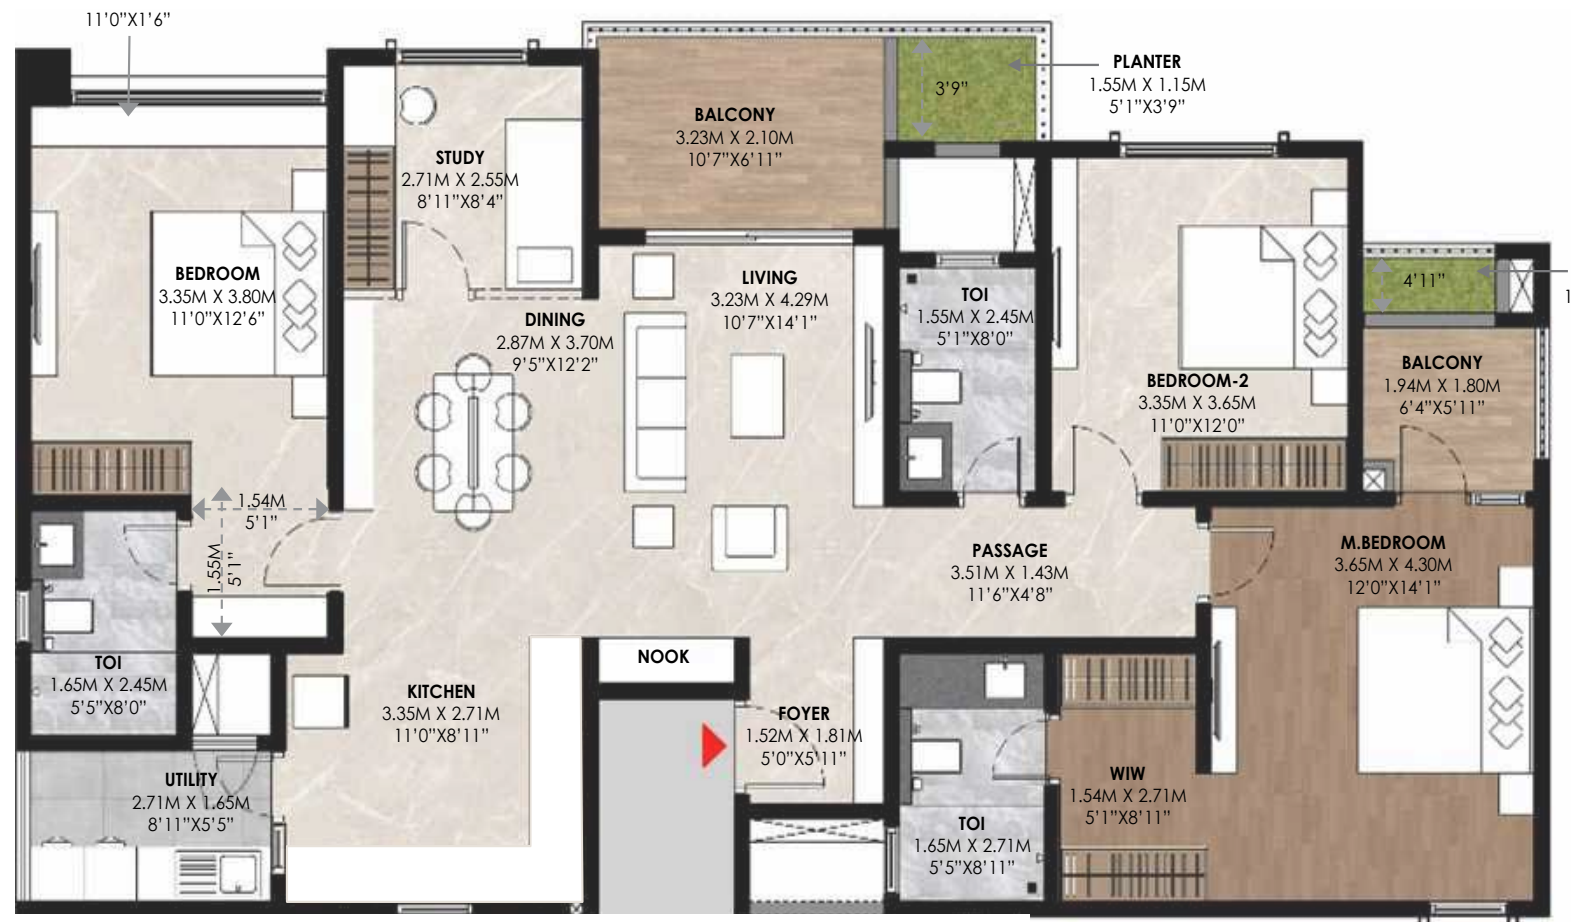 11'0"X1'6"
PLANTER
1.55M X 1.15M
5'1"X3'9"
3'9"
BALCONY
3.23M X 2.10M
10'7"X6'11"
STUDY
2.71M X 2.55M
8'11"X8'4"
BEDROOM
3.35M X 3.80M
11'0"X12'6"
LIVING
3.23M X 4.29M
10'7"X14'1"
DINING
2.87M X 3.70M
9'5"X12'2"
TOI
1.55M X 2.45M
5'1"X8'0"
4'11"
1
BEDROOM-2
3.35M X 3.65M
11'0"X12'0"
BALCONY
1.94M X 1.80M
6'4"X5'11"
1.54M
5'1"
1.55M
5'1"
PASSAGE
3.51M X 1.43M
11'6"X4'8"
M.BEDROOM
3.65M X 4.30M
12'0"X14'1"
TOI
1.65M X 2.45M
5'5"X8'0"
NOOK
KITCHEN
3.35M X 2.71M
11'0"X8'11"
FOYER
1.52M X 1.81M
5'0"X5'11"
UTILITY
2.71M X 1.65M
8'11"X5'5"
WIW
1.54M X 2.71M
5'1"X8'11"
TOI
1.65M X 2.71M
5'5"X8'11"